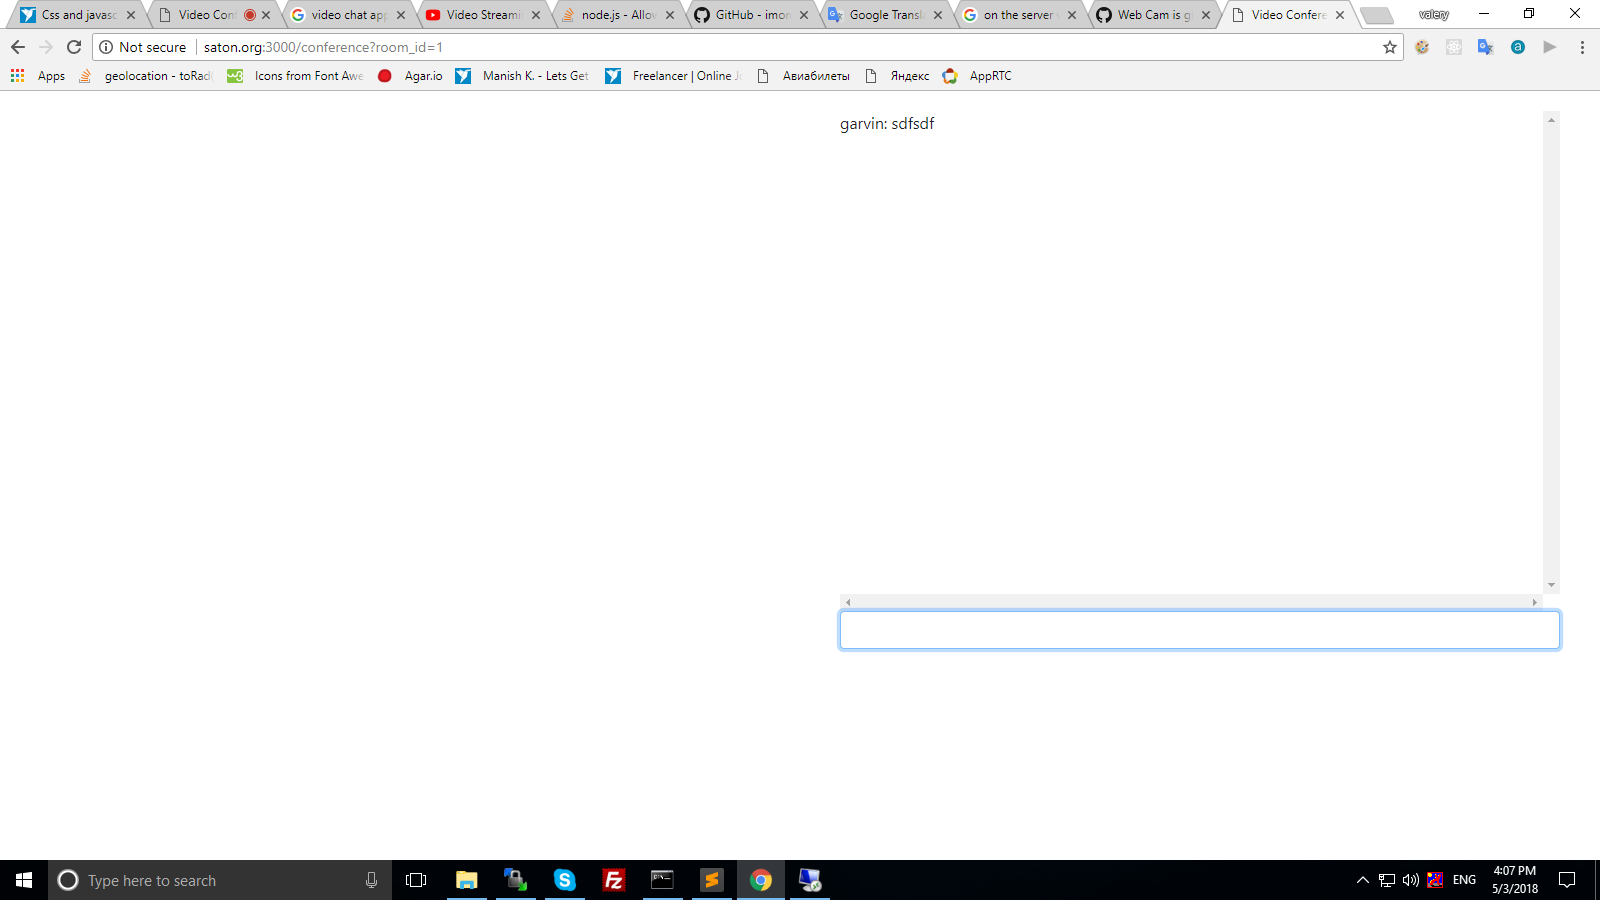 Css and javasc
Video Conf
video chat app
Video Streami
node.js - Allow
GitHub - imon
Google Transla
on the server
Web Cam is g
Video Confere
valery
Not secure
saton.org:3000/conference?room_id=1
Apps
geolocation - toRad(
Icons from Font Awe
Agar.io
Manish K. - Lets Get
Freelancer | Online J
Авиабилеты
Яндекс
AppRTC
garvin: sdfsdf
Type here to search
ENG
4:07 PM
5/3/2018